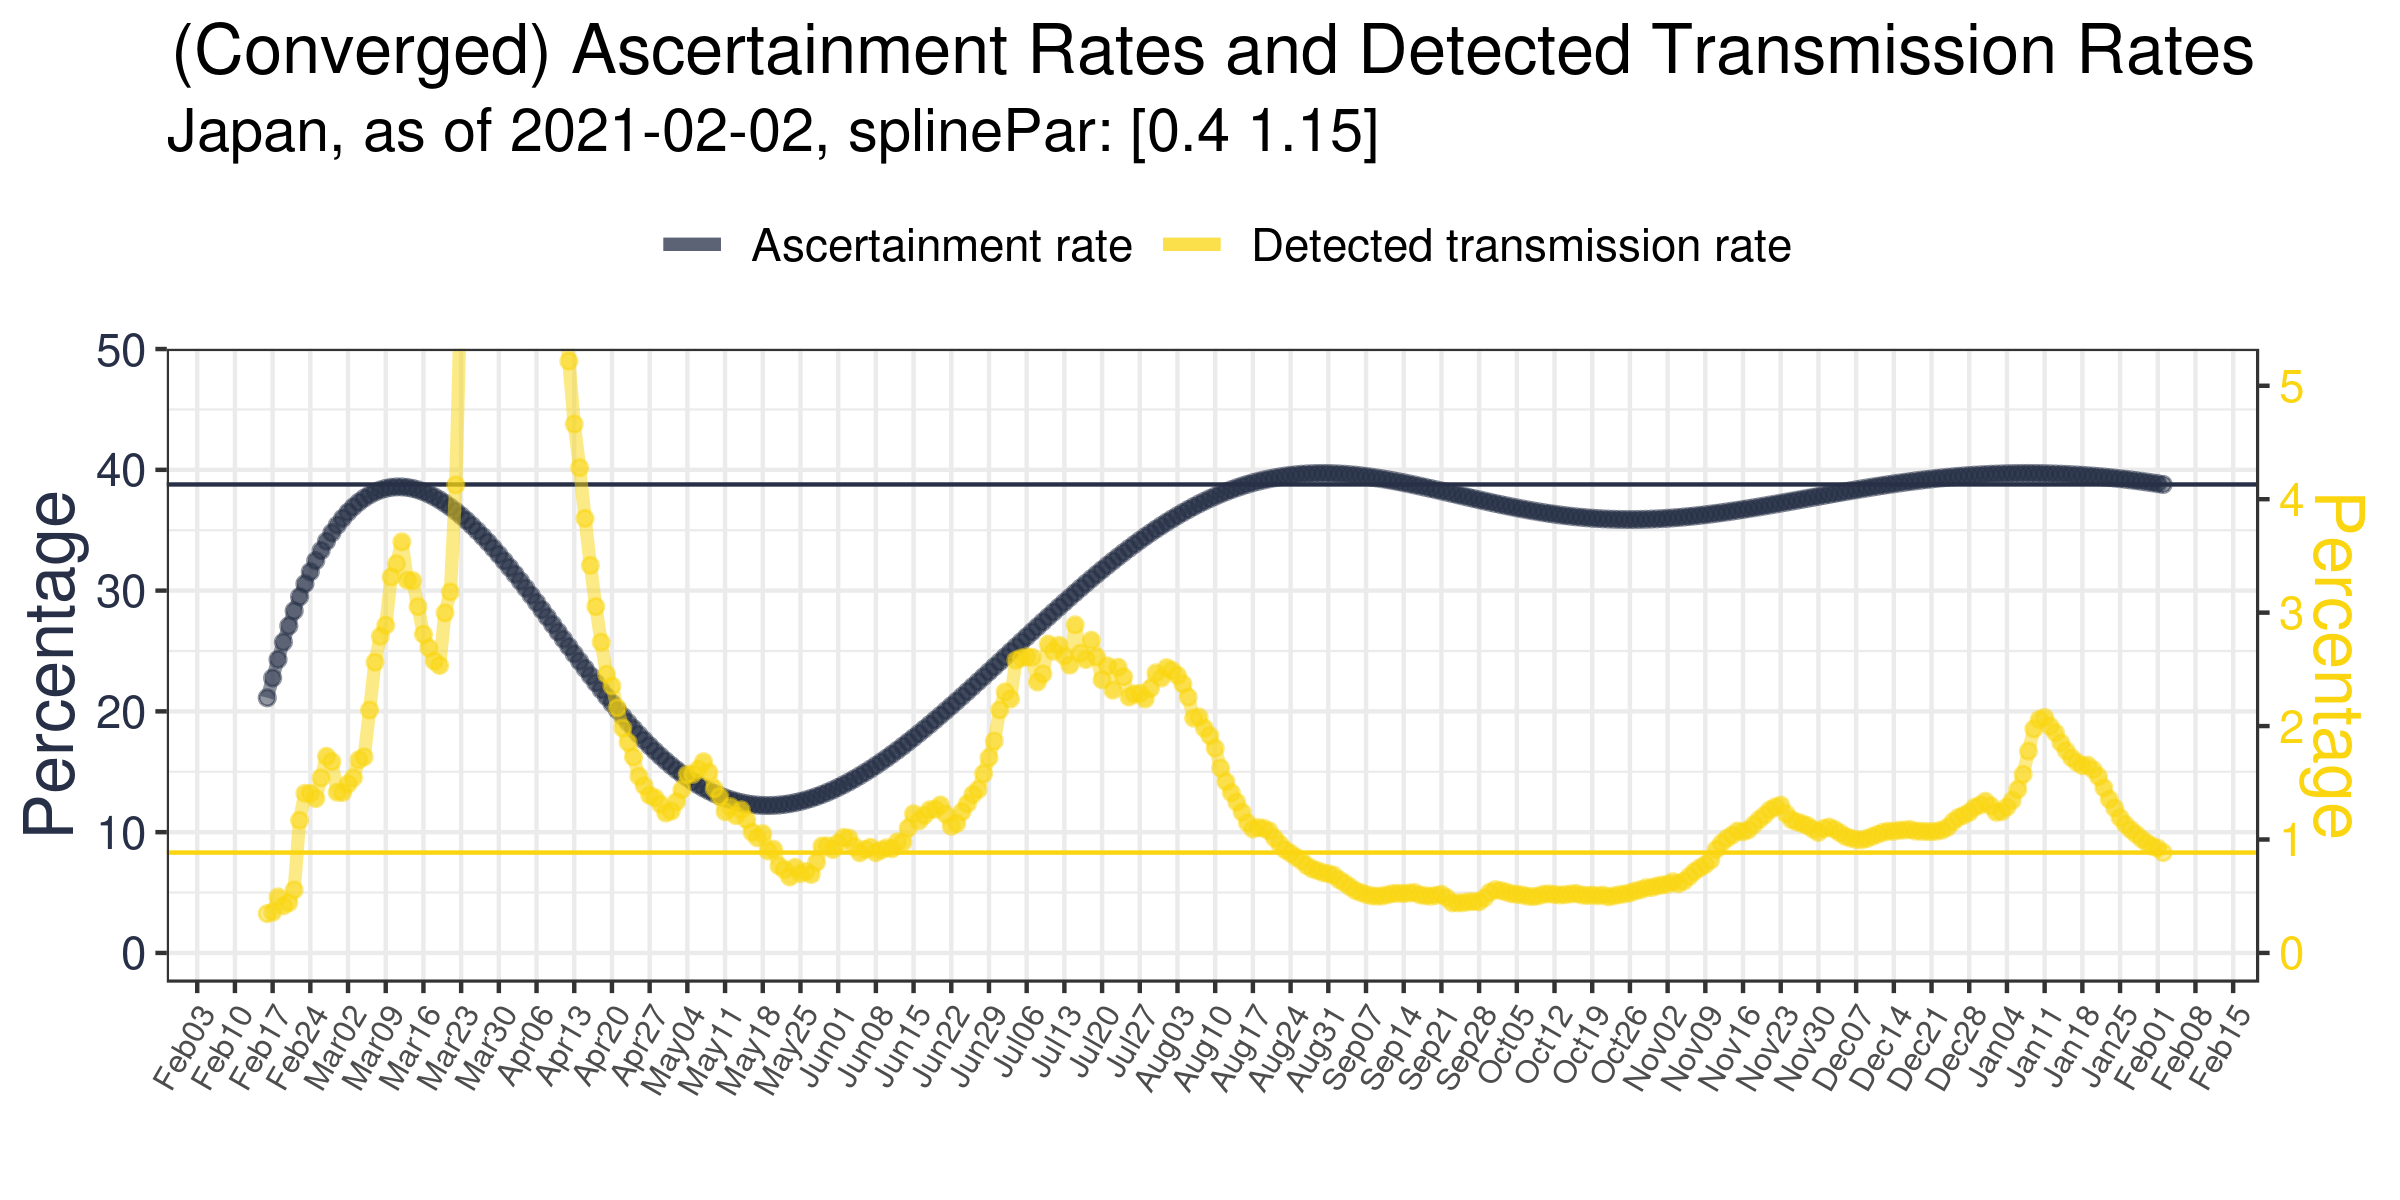 (Converged) Ascertainment Rates and Detected Transmission Rates
Japan, as of 2021-02-02, splinePar: [0.4 1.15]
Ascertainment rate Detected transmission rate
Percentage
50
40
30
20
10
0
5
4
3
2
1
0
Percentage
Feb03 Feb10 Feb17 Feb24 Mar02 Mar09 Mar16 Mar23 Mar30 Apr06 Apr13 Apr20 Apr27 May04 May11 May18 May25 Jun01 Jun08 Jun15 Jun22 Jun29 Jul06 Jul13 Jul20 Jul27 Aug03 Aug10 Aug17 Aug24 Aug31 Sep07 Sep14 Sep21 Sep28 Oct05 Oct12 Oct19 Oct26 Nov02 Nov09 Nov16 Nov23 Nov30 Dec07 Dec14 Dec21 Dec28 Jan04 Jan11 Jan18 Jan25 Feb01 Feb08 Feb15